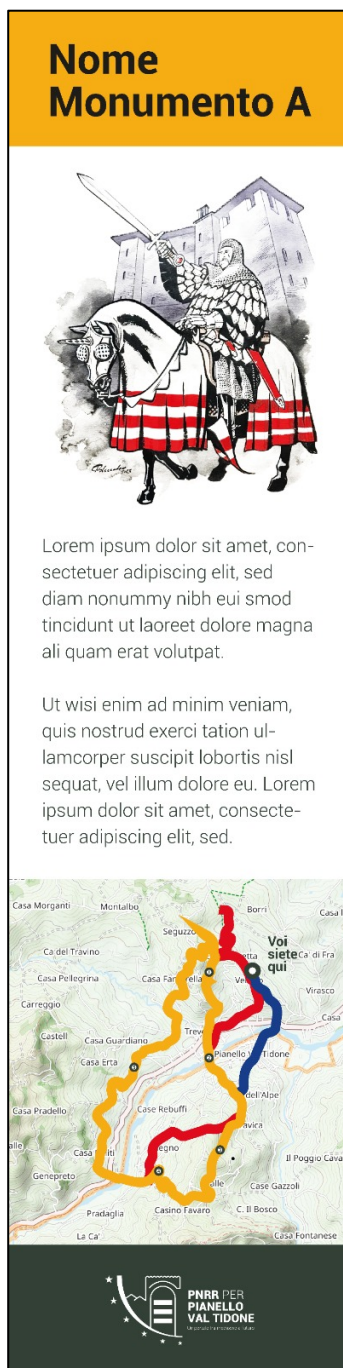 Nome
Monumento A
Lorem ipsum dolor sit amet, con-
sectetuer adipiscing elit, sed
diam nonummy nibh eui smod
tincidunt ut laoreet dolore magna
ali quam erat volutpat.
Ut wisi enim ad minim veniam,
quis nostrud exerci tation ul-
lamcorper suscipit lobortis nisl
sequat, vel illum dolore eu. Lorem
ipsum dolor sit amet, consecte-
tuer adipiscing elit, sed.
Casa Morganti
Montalbo
Borri
Seguzzo
Voi
siete
qui
Ca' del Travino
Ca' di Fra
Casa Pellegrina
Virasco
Carreggio
Castell
Casa Guardiano
Casa Erta
Pianello V Tidone
dell'Alpe
Casa Pradello
Case Rebuffi
Il Poggio Cava
Genepreto
Case Gazzoli
Pradaglia
Casino Favaro
C. Il Bosco
La Ca'
Casa Fontanese
PNRR PER
PIANELLO
VAL TIDONE